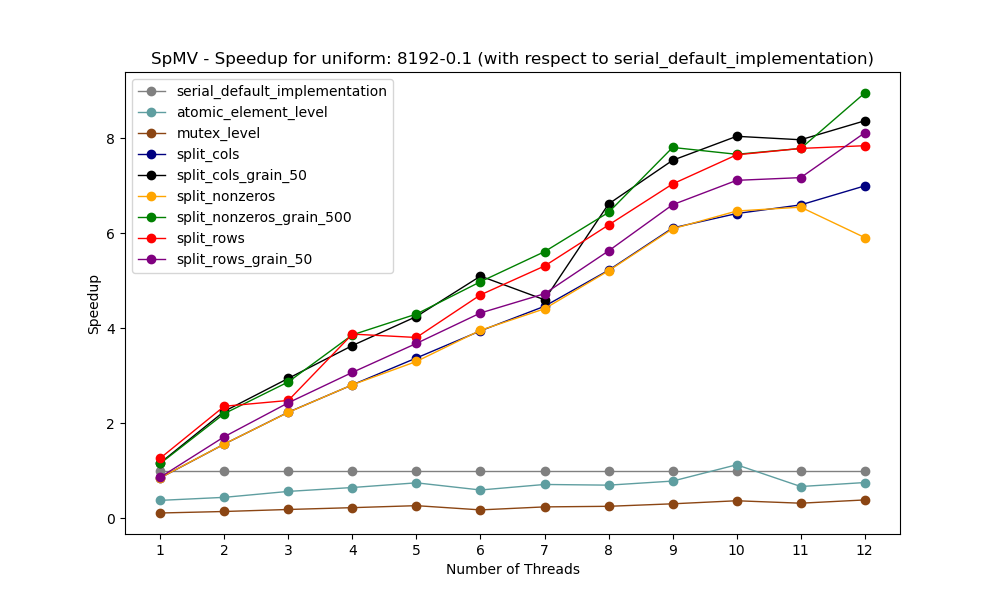 SpMV - Speedup for uniform: 8192-0.1 (with respect to serial_default_implementation)
serial_default_implementation
atomic_element_level
mutex_level
split_cols
split_cols_grain_50
split_nonzeros
split_nonzeros_grain_500
split_rows
split_rows_grain_50
Speedup
8
6
4
2
0
1 2 3 4 5 6 7 8 9 10 11 12
Number of Threads